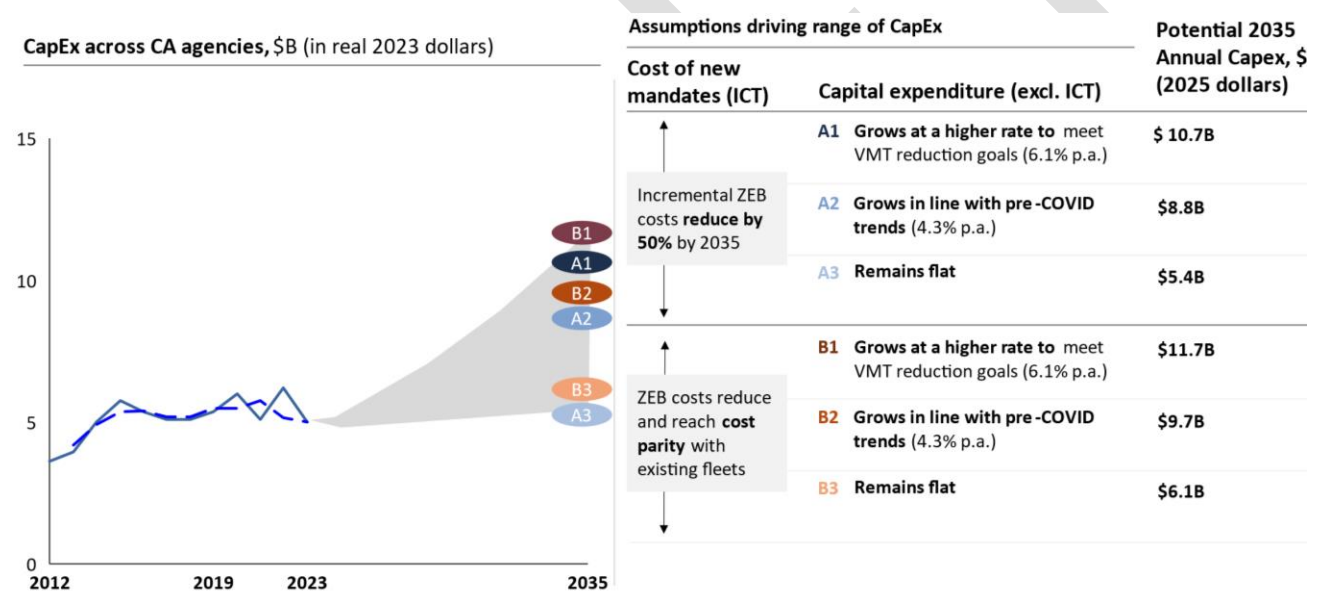 CapEx across CA agencies, $B (in real 2023 dollars)
15
10
5
0
2012
2019
2023
2035
B1
A1
B2
A2
B3
A3
Assumptions driving range of CapEx
Potential 2035
Annual Capex, $
(2025 dollars)
Cost of new
mandates (ICT)
Capital expenditure (excl. ICT)
Incremental ZEB
costs reduce by
50% by 2035
A1 Grows at a higher rate to meet
VMT reduction goals (6.1% p.a.)
$ 10.7B
A2 Grows in line with pre-COVID
trends (4.3% p.a.)
$8.8B
A3 Remains flat
$5.4B
ZEB costs reduce
and reach cost
parity with
existing fleets
B1 Grows at a higher rate to meet
VMT reduction goals (6.1% p.a.)
$11.7B
B2 Grows in line with pre-COVID
trends (4.3% p.a.)
$9.7B
B3 Remains flat
$6.1B